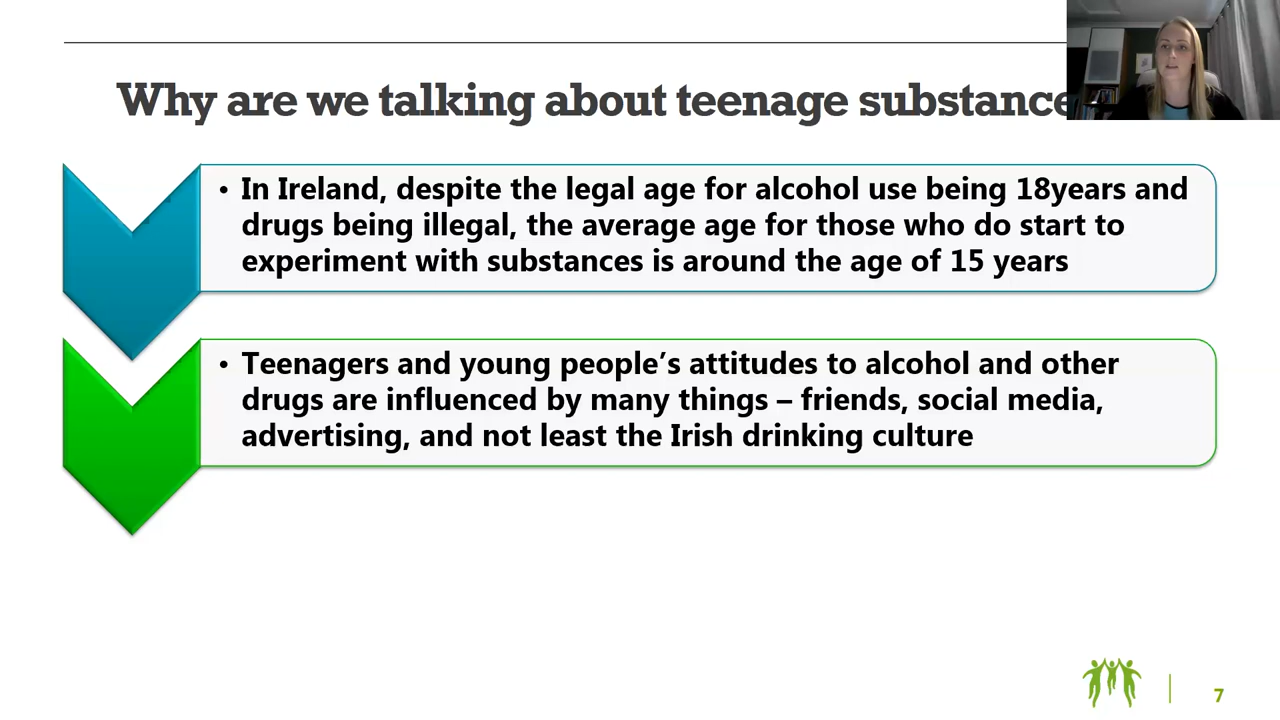 Why are we talking about teenage substance
• In Ireland, despite the legal age for alcohol use being 18years and
drugs being illegal, the average age for those who do start to
experiment with substances is around the age of 15 years
• Teenagers and young people’s attitudes to alcohol and other
drugs are influenced by many things – friends, social media,
advertising, and not least the Irish drinking culture
7